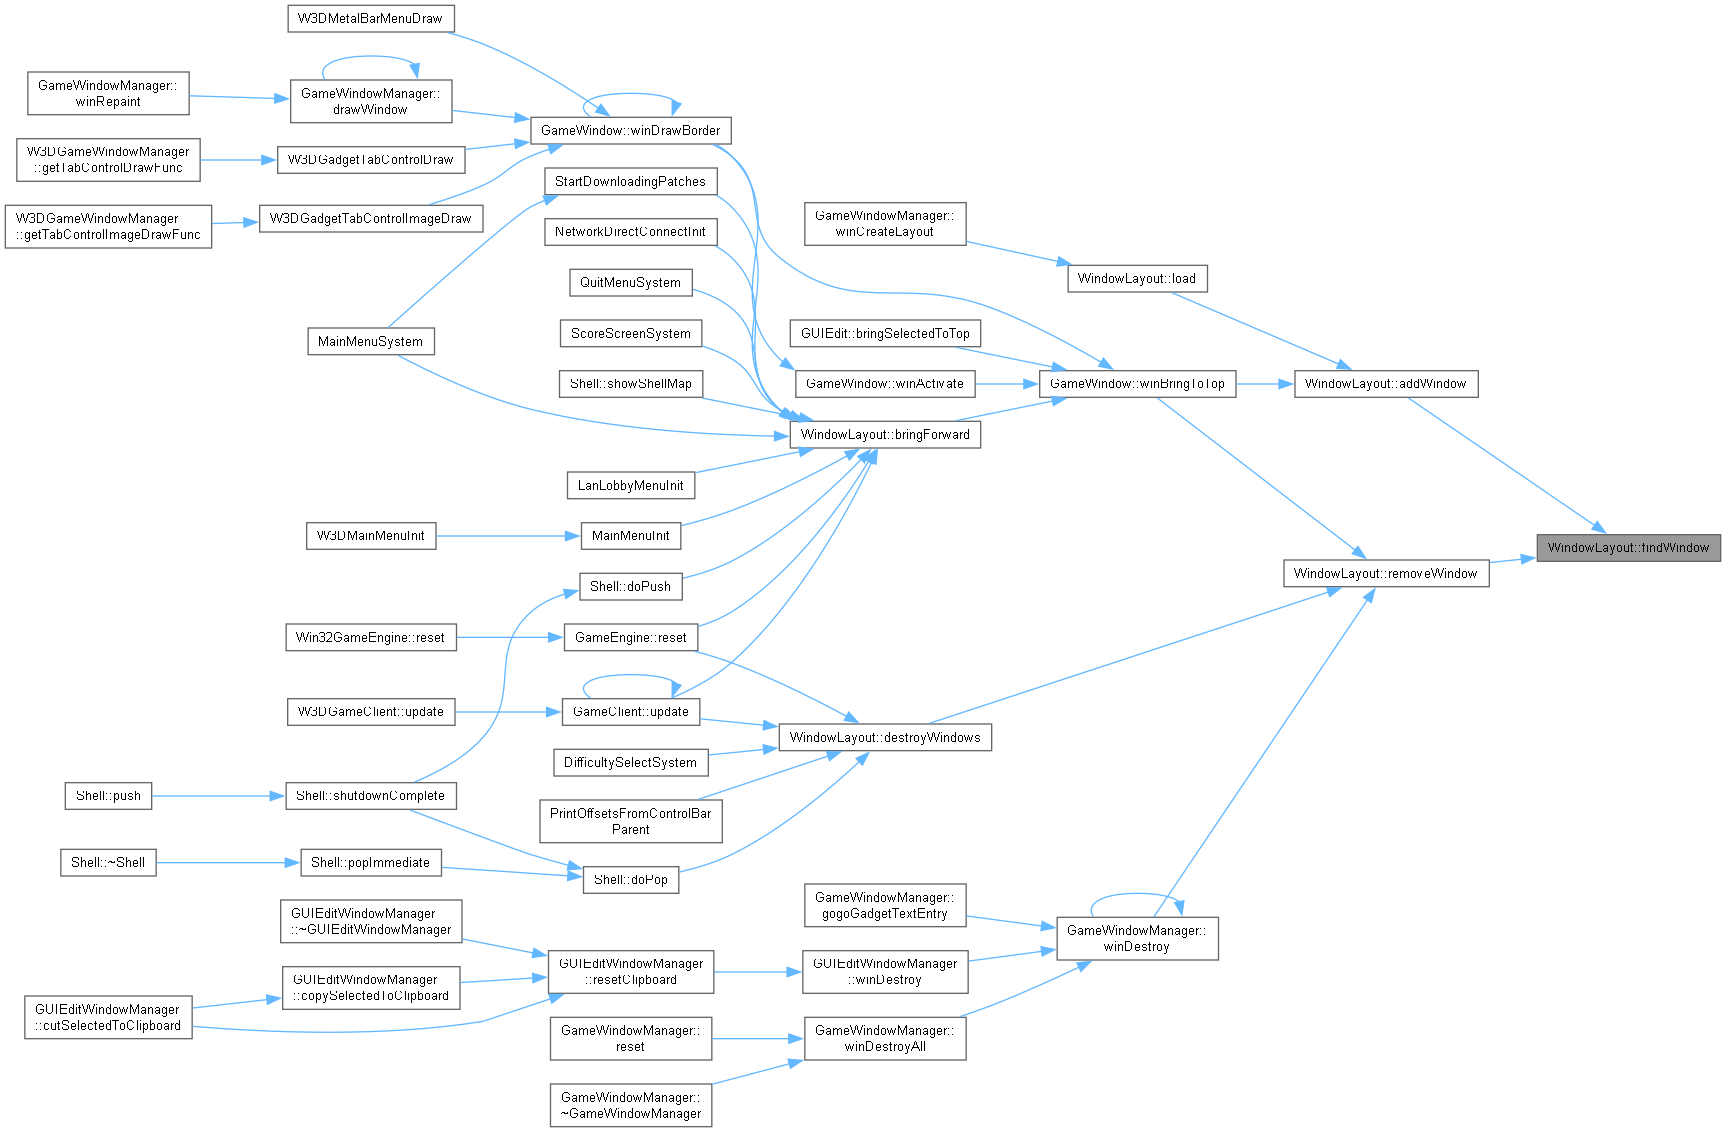 W3DMetalBarMenuDraw
GameWindowManager::
winRepaint
GameWindowManager::
drawWindow
GameWindow::winDrawBorder
W3DGameWindowManager
::getTabControlDrawFunc
W3DGadgetTabControlDraw
StartDownloadingPatches
W3DGameWindowManager
::getTabControlImageDrawFunc
W3DGadgetTabControlImageDraw
NetworkDirectConnectInit
GameWindowManager::
winCreateLayout
WindowLayout::load
QuitMenuSystem
MainMenuSystem
ScoreScreenSystem
GUIEdit::bringSelectedToTop
Shell::showShellMap
GameWindow::winActivate
GameWindow::winBringToTop
WindowLayout::addWindow
WindowLayout::bringForward
LanLobbyMenuInit
W3DMainMenuInit
MainMenuInit
WindowLayout::findWindow
WindowLayout::removeWindow
Shell::doPush
Win32GameEngine::reset
GameEngine::reset
W3DGameClient::update
GameClient::update
WindowLayout::destroyWindows
DifficultySelectSystem
Shell::push
Shell::shutdownComplete
PrintOffsetsFromControlBar
Parent
Shell::~Shell
Shell::popImmediate
Shell::doPop
GUIEditWindowManager
::~GUIEditWindowManager
GameWindowManager::
gogoGadgetTextEntry
GameWindowManager::
winDestroy
GUIEditWindowManager
::copySelectedToClipboard
GUIEditWindowManager
::resetClipboard
GUIEditWindowManager
::winDestroy
GUIEditWindowManager
::cutSelectedToClipboard
GameWindowManager::
reset
GameWindowManager::
winDestroyAll
GameWindowManager::
~GameWindowManager